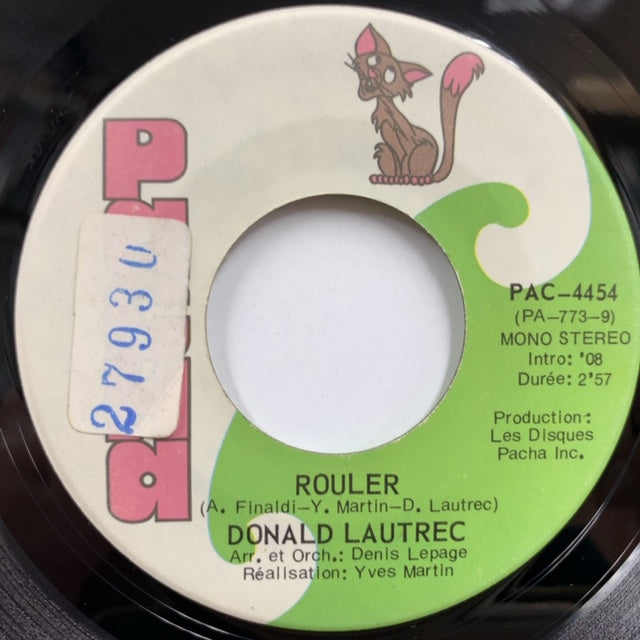 27930
PAC-4454
(PA-773-9)
MONO STEREO
Intro: '08
Durée: 2'57
Production:
Les Disques
Pacha Inc.
ROULER
(A. Finaldi-Y. Martin-D. Lautrec)
DONALD LAUTREC
Arr. et Orch.: Denis Lepage
Réalisation: Yves Martin